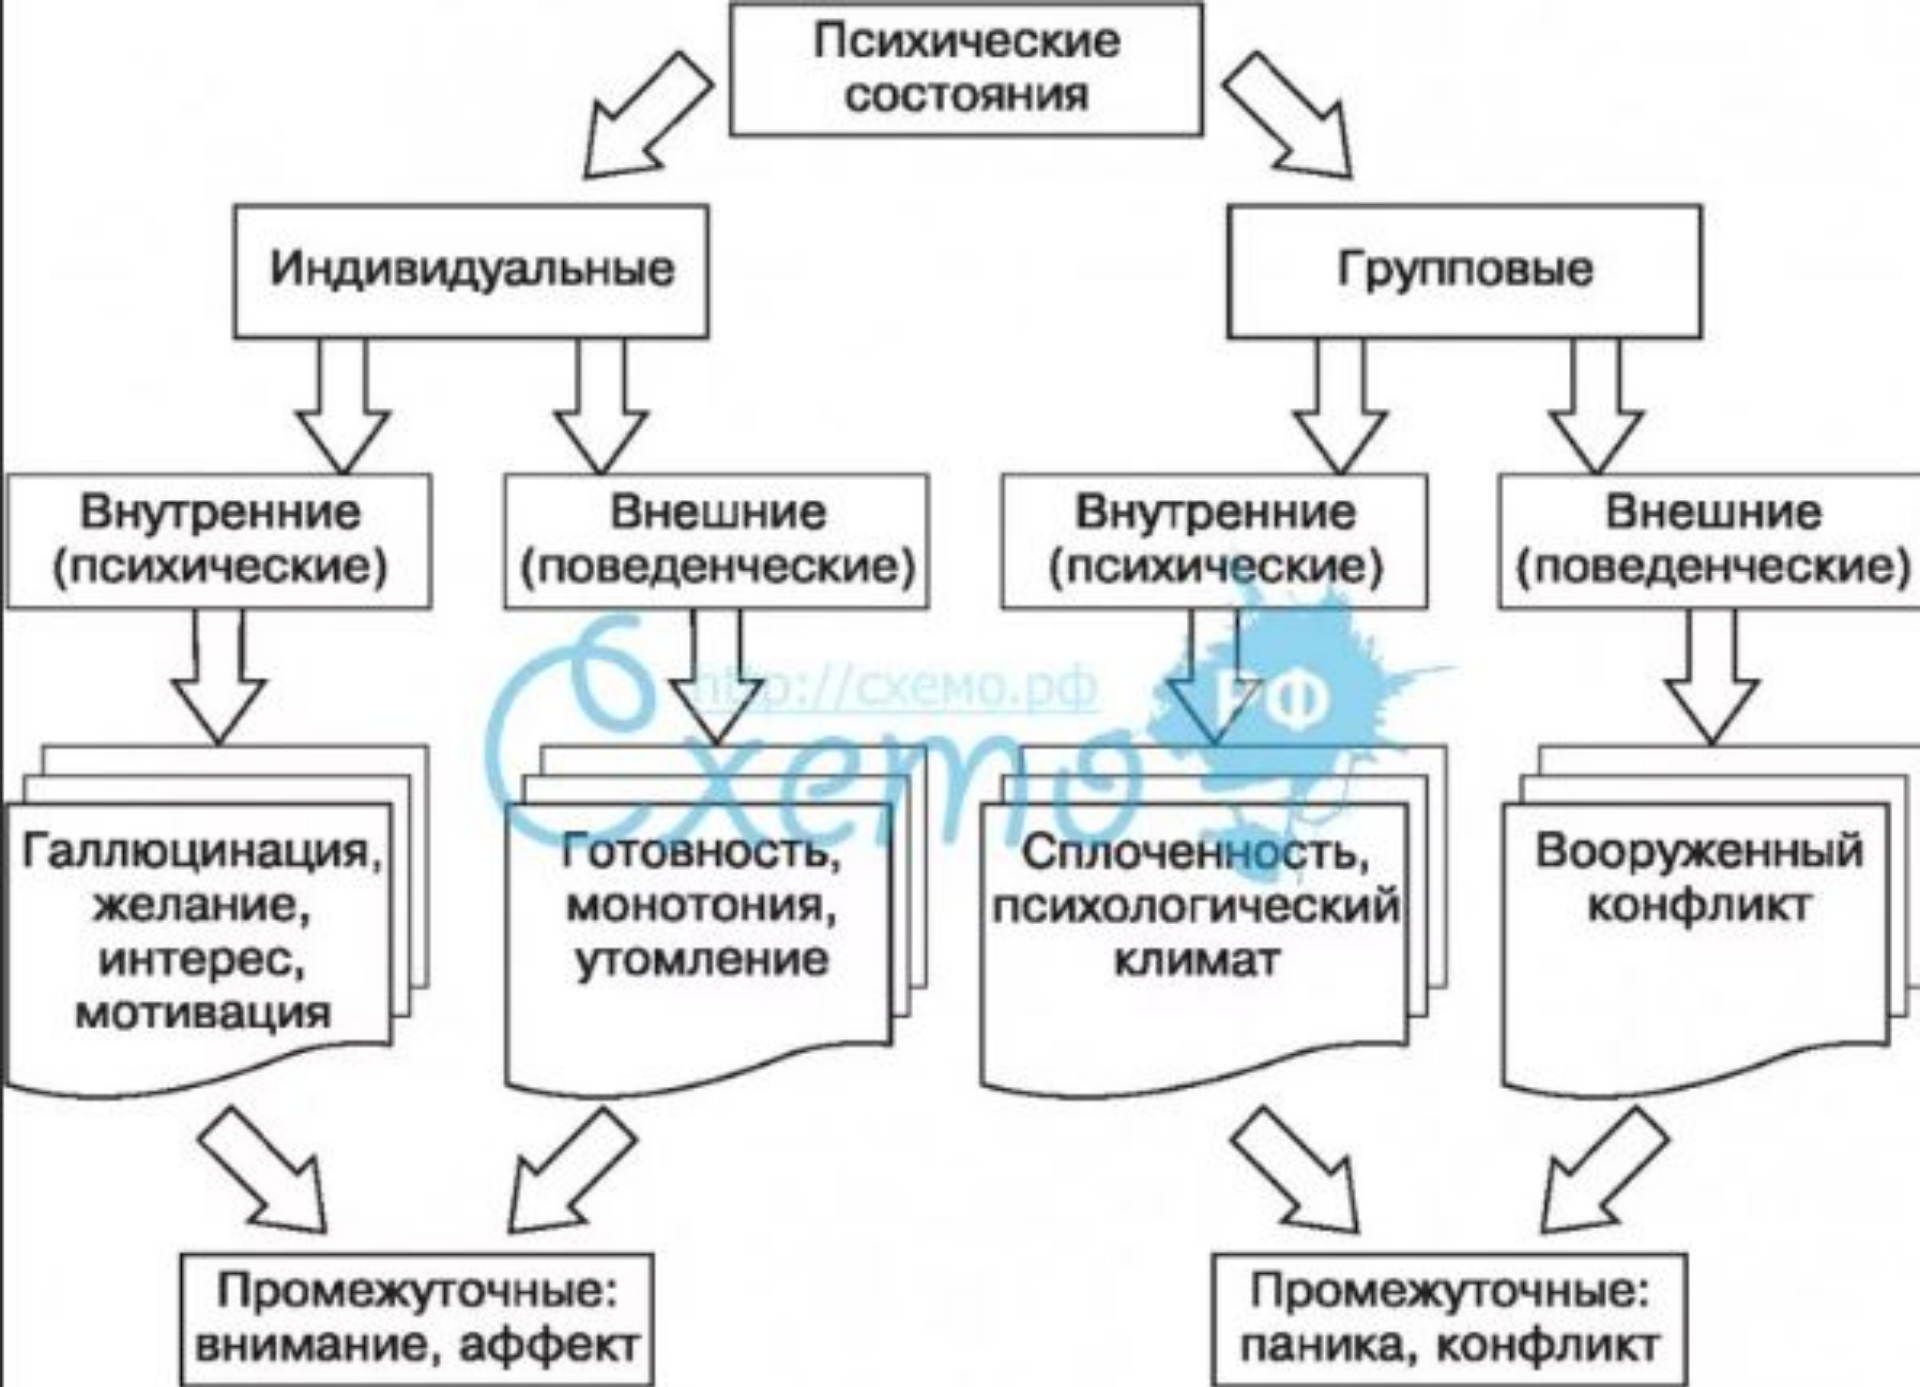 Психические
состояния
Индивидуальные
Групповые
Внутренние
(психические)
Внешние
(поведенческие)
Внутренние
(психические)
Внешние
(поведенческие)
http://схемо.рф
Схемо
РФ
Галлюцинация,
желание,
интерес,
мотивация
Готовность,
монотония,
утомление
Сплоченность,
психологический
климат
Вооруженный
конфликт
Промежуточные:
внимание, аффект
Промежуточные:
паника, конфликт